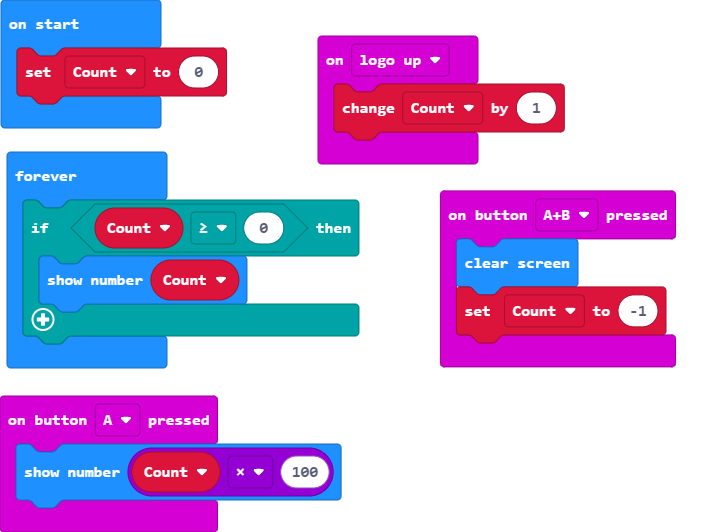 on start
set Count to 0
on logo up
change Count by 1
forever
if Count ≥ 0 then
show number Count
on button A+B pressed
clear screen
set Count to -1
on button A pressed
show number Count × 100